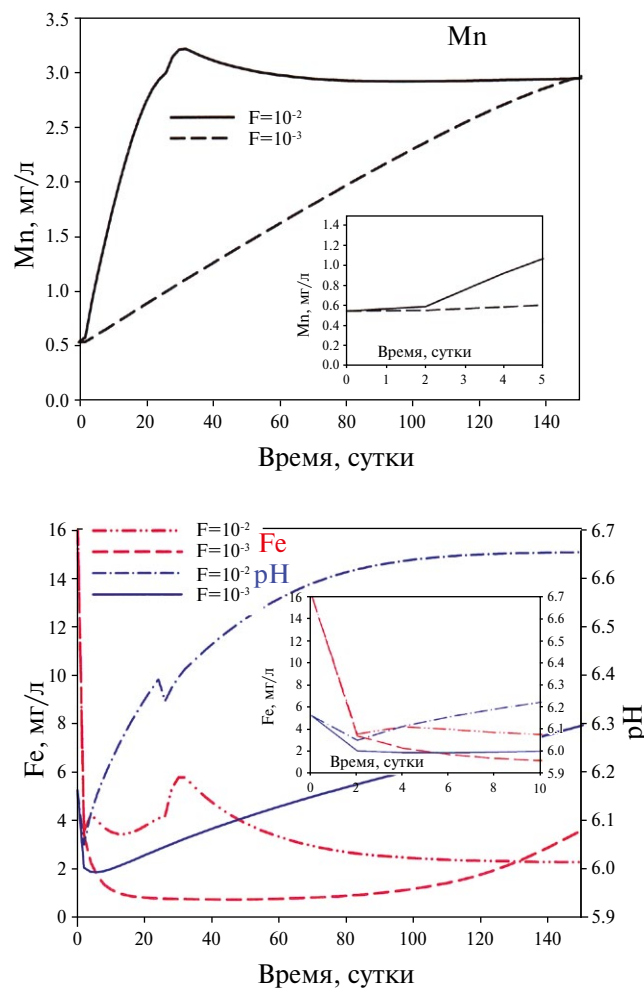 Mn
Mn, мг/л
3.5
3.0
2.5
2.0
1.5
1.0
0.5
0.0
F=10⁻²
F=10⁻³
Mn, мг/л
1.4
1.2
1.0
0.8
0.6
0.4
0.2
0.0
Время, сутки
0 1 2 3 4 5
0 20 40 60 80 100 120 140
Время, сутки
Fe, мг/л
16
14
12
10
8
6
4
2
0
F=10⁻²
F=10⁻³ Fe
F=10⁻² pH
F=10⁻³
Fe, мг/л
16
14
12
10
8
6
4
2
0
Время, сутки
0 2 4 6 8 10
6.7
6.6
6.5
6.4
6.3
6.2
6.1
6.0
5.9
6.7
6.6
6.5
6.4
6.3
6.2
6.1
6.0
5.9
pH
0 20 40 60 80 100 120 140
Время, сутки